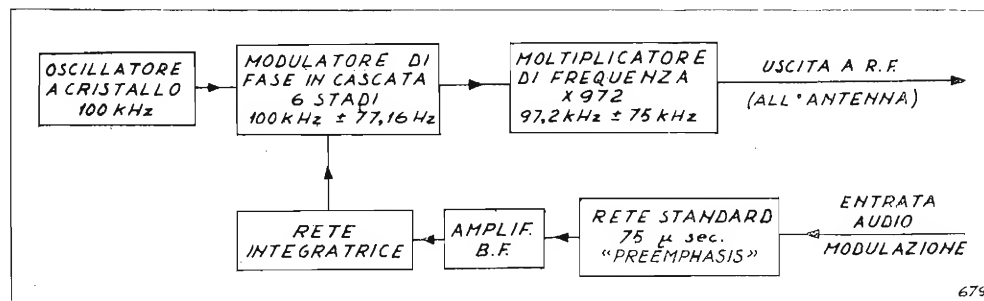 OSCILLATORE
A CRISTALLO
100 KHz
MODULATORE DI
FASE IN CASCATA
6 STADI
100 KHz ± 77,16 Hz
MOLTIPLICATORE
DI FREQUENZA
X 972
97,2 kHz ± 75 kHz
USCITA A R.F.
(ALL' ANTENNA)
RETE
INTEGRATRICE
AMPLIF.
B.F.
RETE STANDARD
75 µ sec.
"PREËMPHASIS"
ENTRATA
AUDIO
MODULAZIONE
679